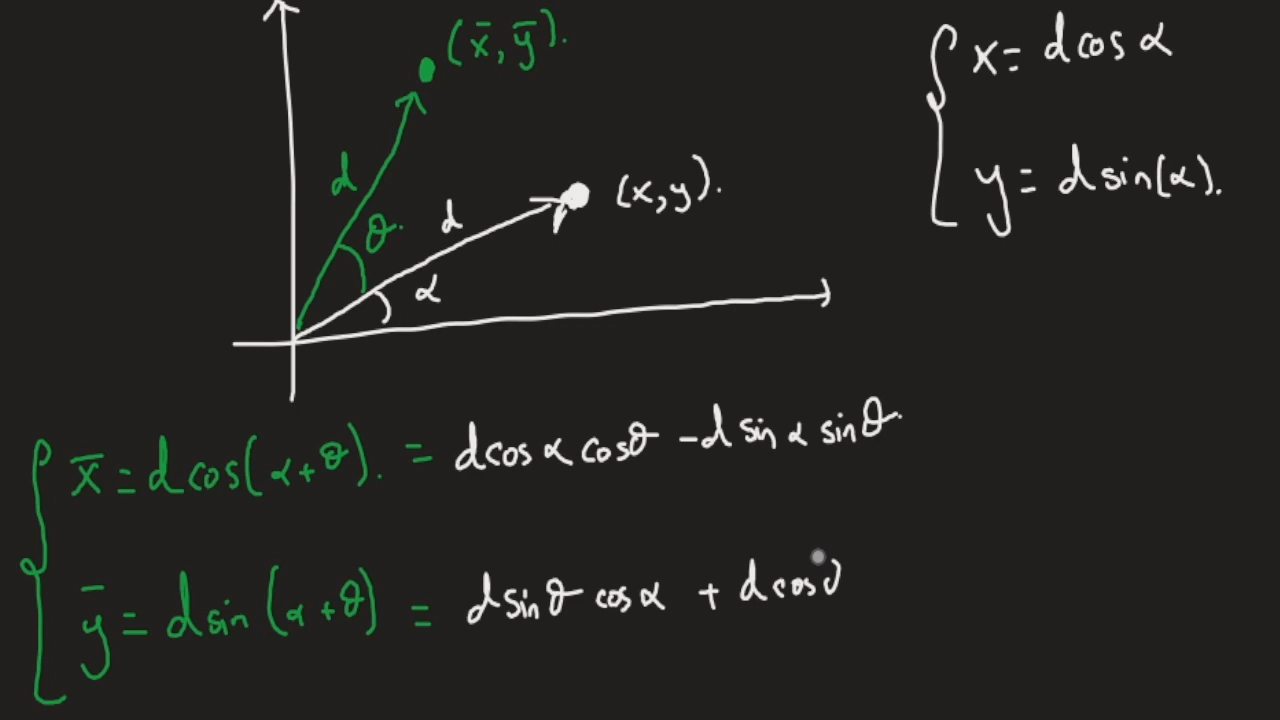 (x̄, ȳ).
x = d cos α
d
(x,y).
y = d sin(α).
θ.
d
α
x̄ = d cos(α+θ). = d cos α cos θ - d sin α sin θ.
ȳ = d sin(α+θ) = d sin θ cos α + d cos